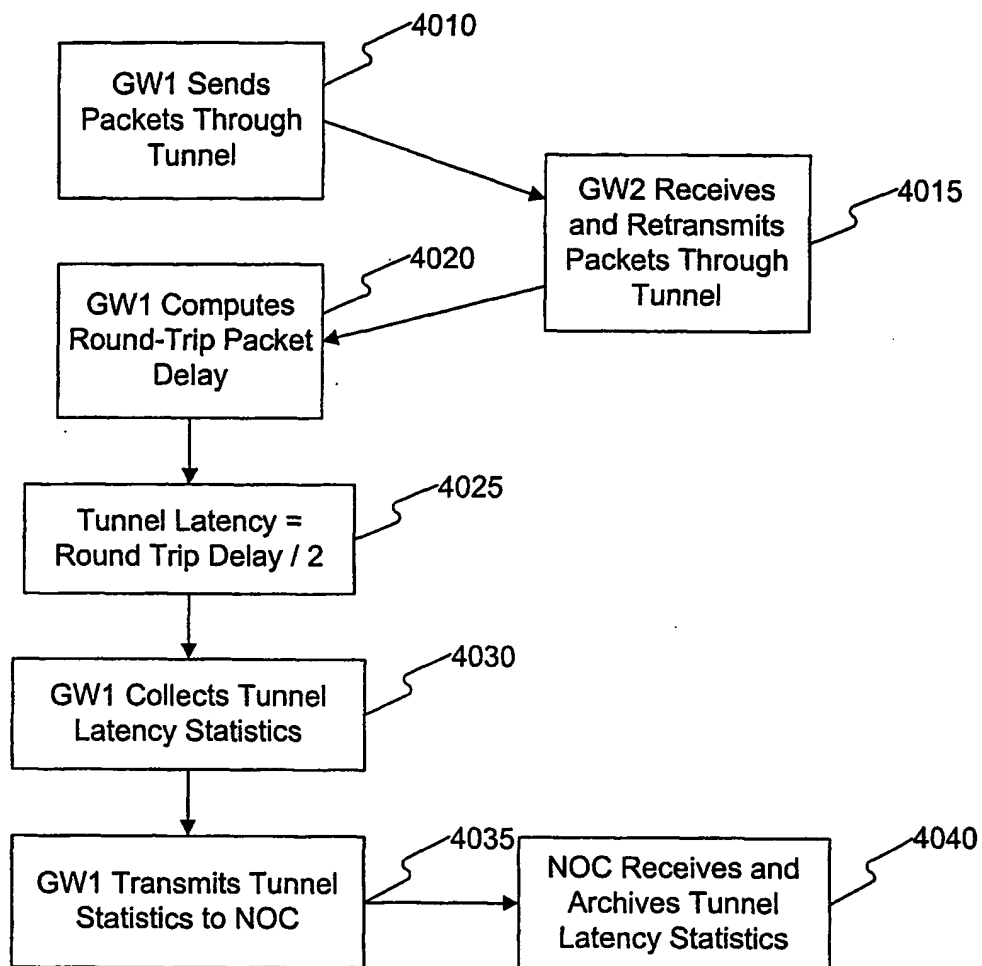 4010
GW1 Sends
Packets Through
Tunnel
GW2 Receives
and Retransmits
Packets Through
Tunnel
4015
4020
GW1 Computes
Round-Trip Packet
Delay
4025
Tunnel Latency =
Round Trip Delay / 2
4030
GW1 Collects Tunnel
Latency Statistics
4035
GW1 Transmits Tunnel
Statistics to NOC
4040
NOC Receives and
Archives Tunnel
Latency Statistics